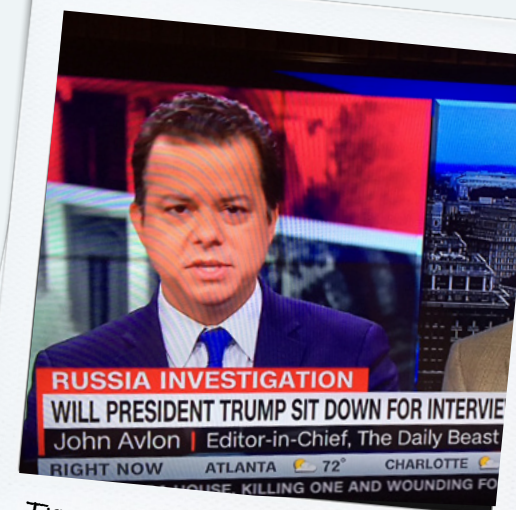 RUSSIA INVESTIGATION
WILL PRESIDENT TRUMP SIT DOWN FOR INTERVIE
John Avlon | Editor-in-Chief, The Daily Beast
RIGHT NOW ATLANTA 72° CHARLOTTE
HOUSE, KILLING ONE AND WOUNDING FO